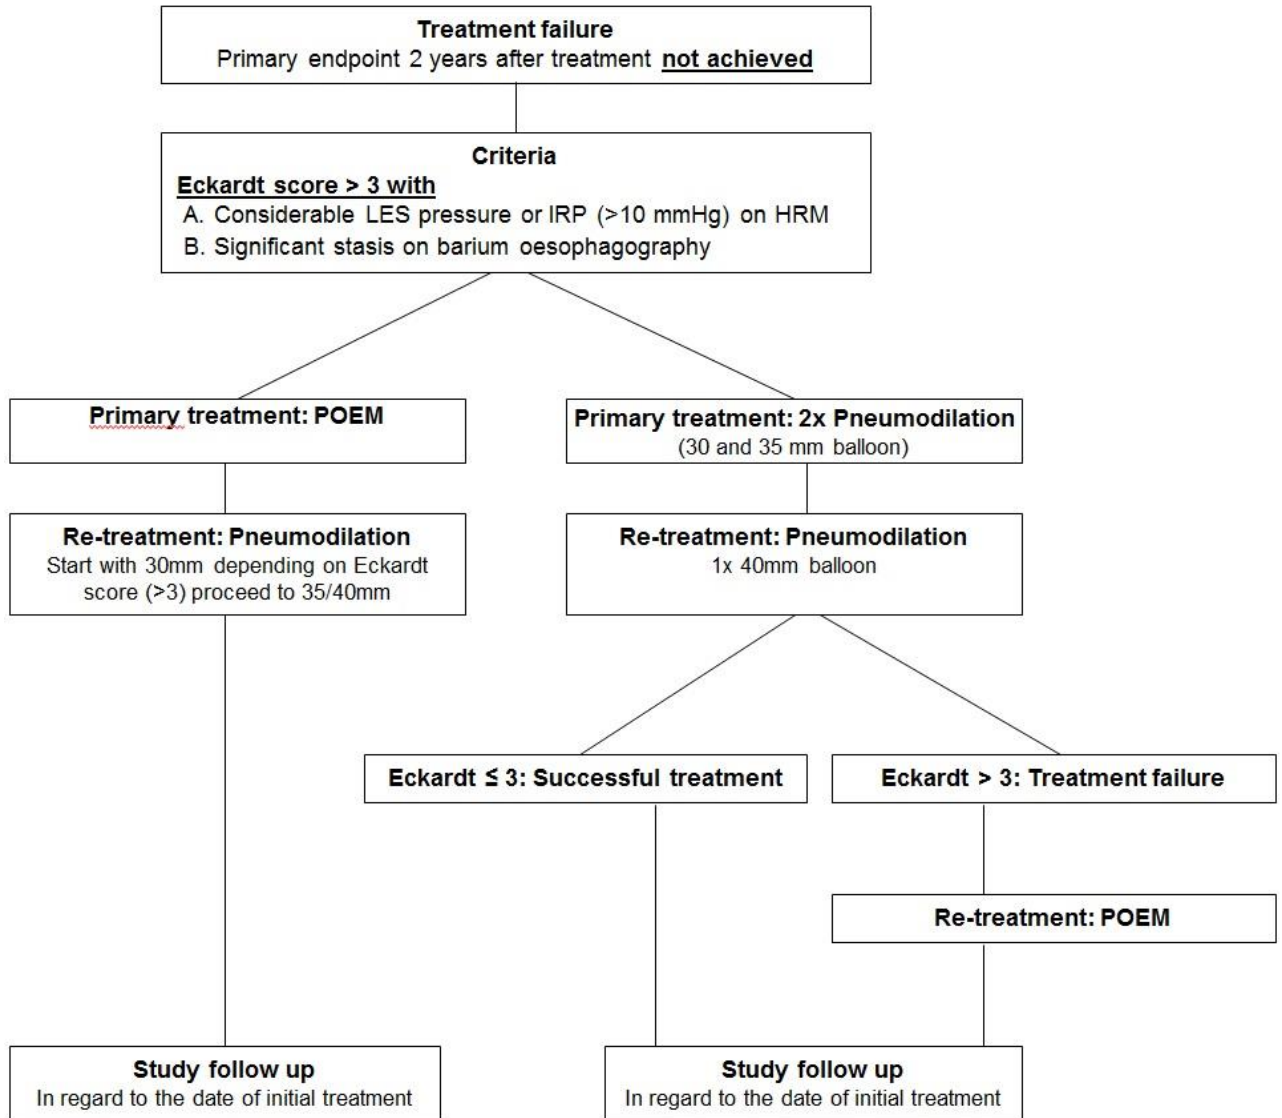 Treatment failure
Primary endpoint 2 years after treatment not achieved
Criteria
Eckardt score > 3 with
A. Considerable LES pressure or IRP (>10 mmHg) on HRM
B. Significant stasis on barium oesophagography
Primary treatment: POEM
Primary treatment: 2x Pneumodilation
(30 and 35 mm balloon)
Re-treatment: Pneumodilation
Start with 30mm depending on Eckardt
score (>3) proceed to 35/40mm
Re-treatment: Pneumodilation
1x 40mm balloon
Eckardt ≤ 3: Successful treatment
Eckardt > 3: Treatment failure
Re-treatment: POEM
Study follow up
In regard to the date of initial treatment
Study follow up
In regard to the date of initial treatment